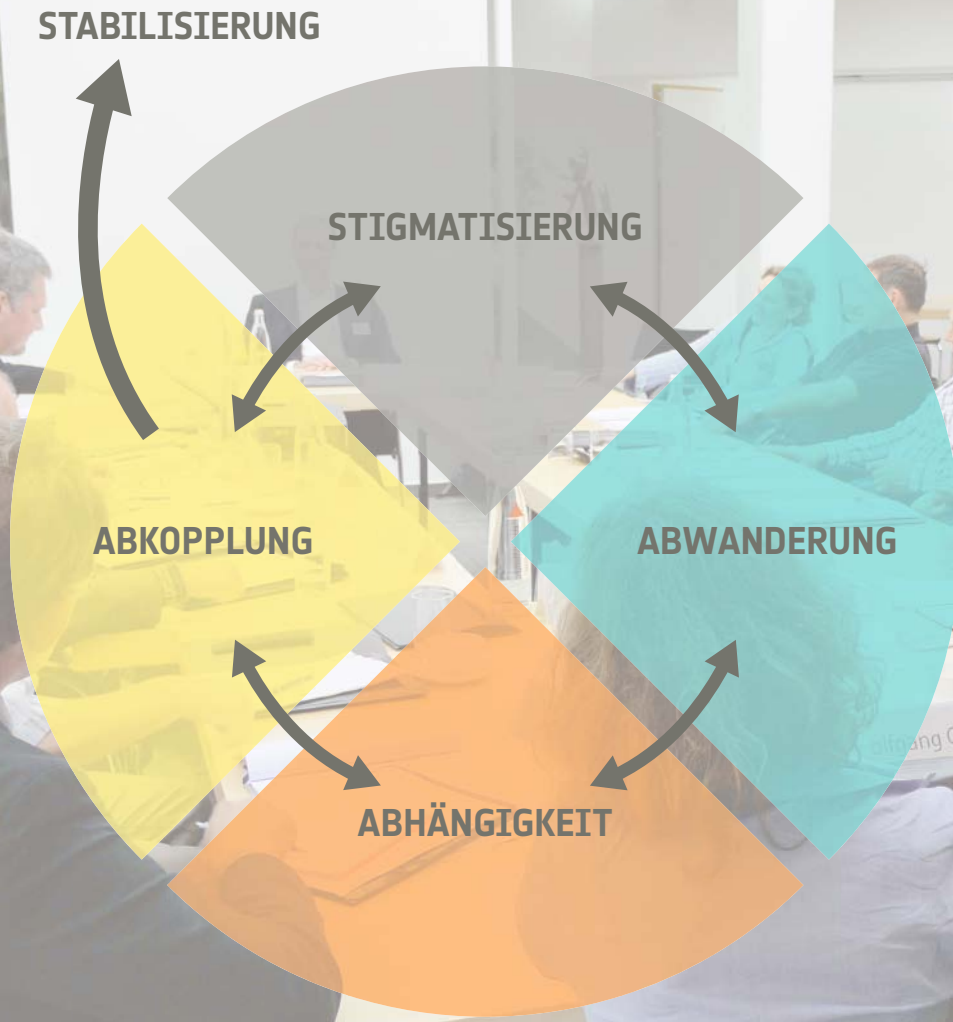 STABILISIERUNG
STIGMATISIERUNG
ABKOPPLUNG
ABWANDERUNG
ABHÄNGIGKEIT